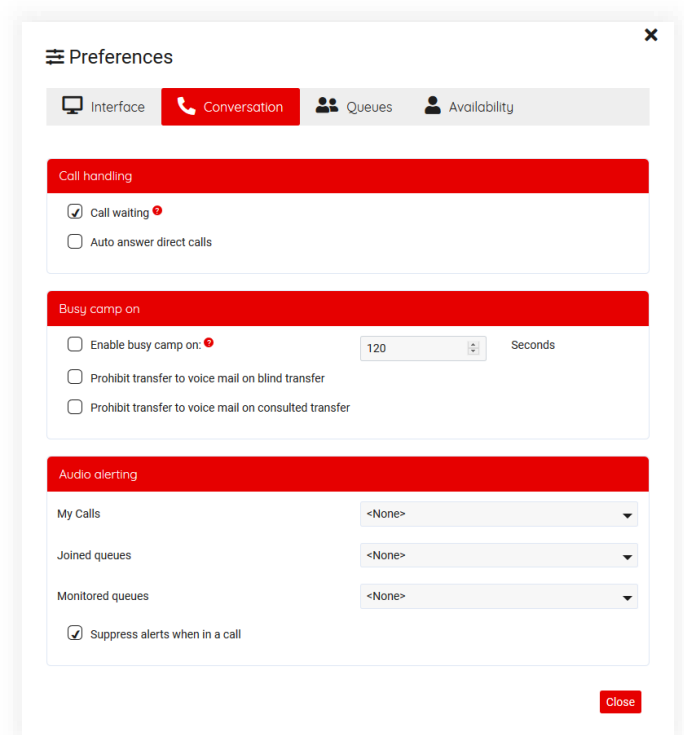 Preferences
Interface Conversation Queues Availability
Call handling
Call waiting ?
Auto answer direct calls
Busy camp on
Enable busy camp on: ? 120 Seconds
Prohibit transfer to voice mail on blind transfer
Prohibit transfer to voice mail on consulted transfer
Audio alerting
My Calls <None>
Joined queues <None>
Monitored queues <None>
Suppress alerts when in a call
Close